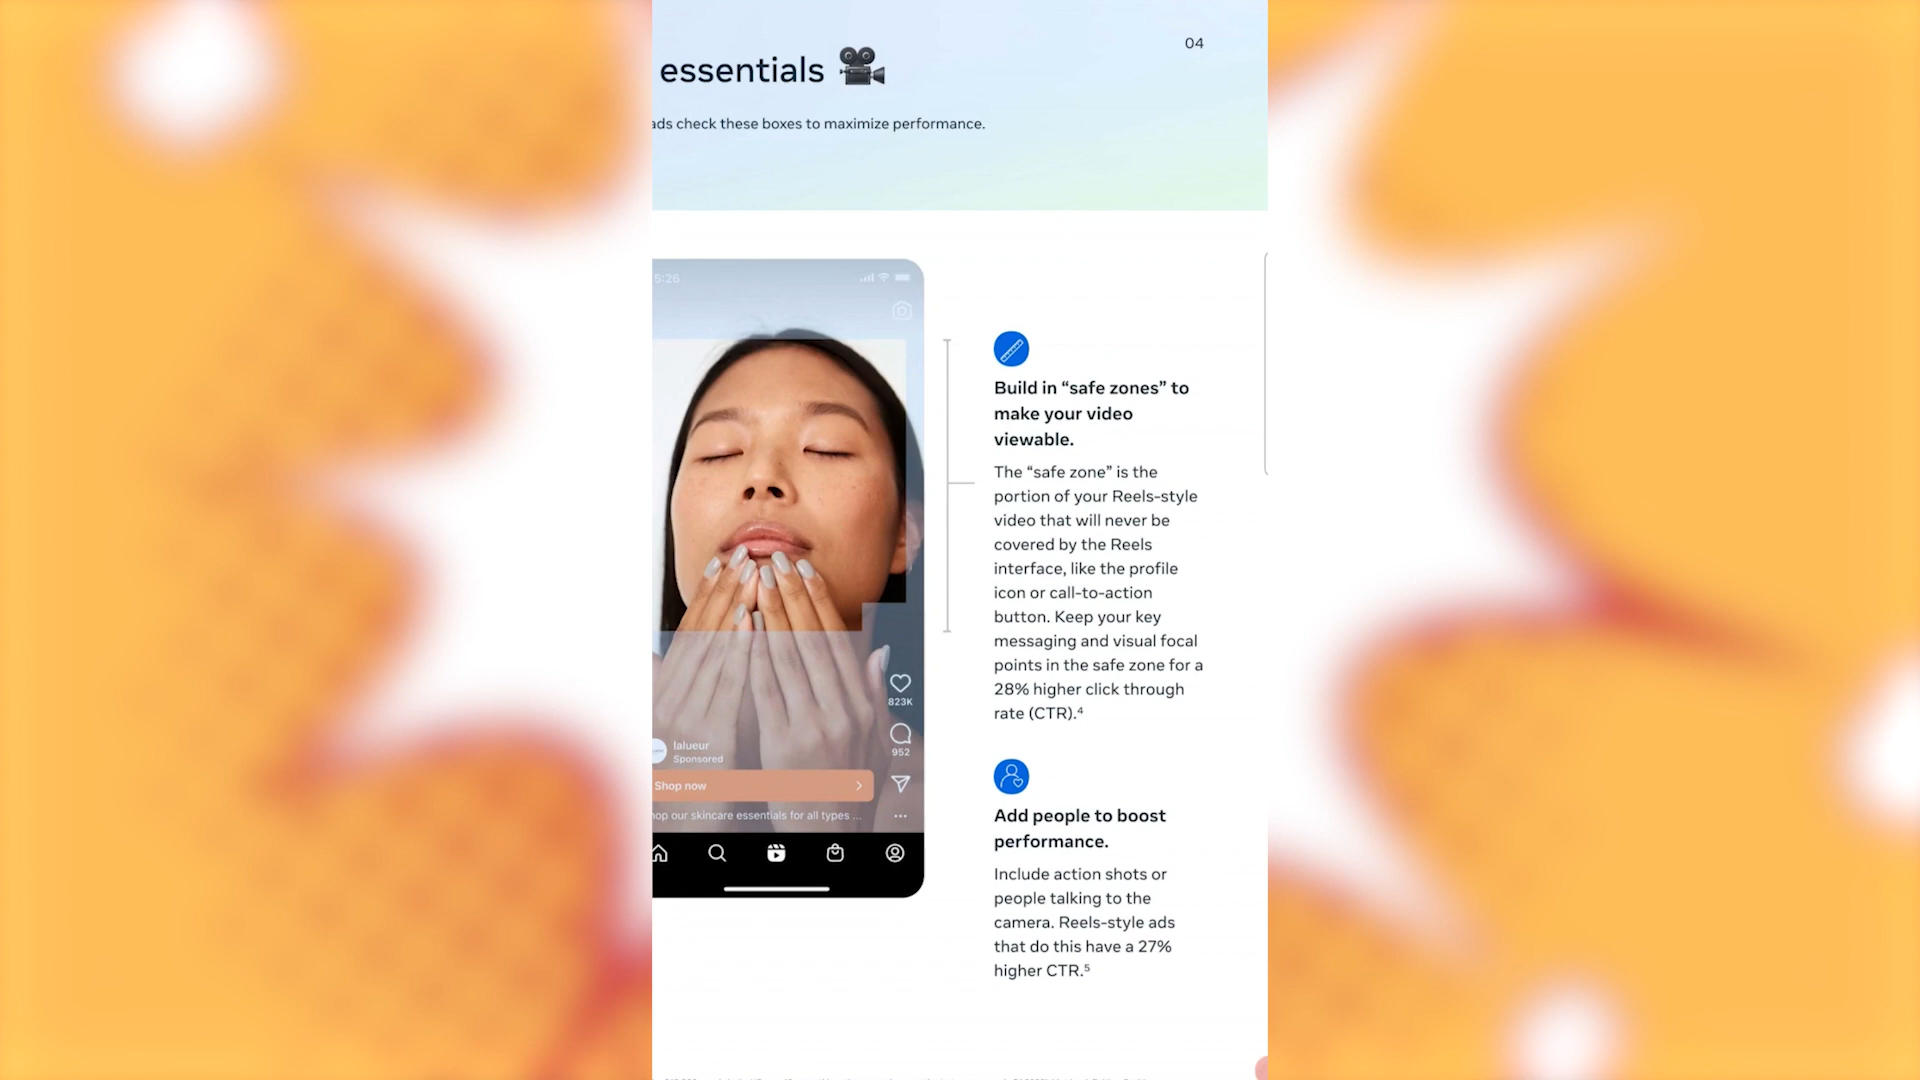 04
essentials
ads check these boxes to maximize performance.
5:26
Build in “safe zones” to
make your video
viewable.
The “safe zone” is the
portion of your Reels-style
video that will never be
covered by the Reels
interface, like the profile
icon or call-to-action
button. Keep your key
messaging and visual focal
points in the safe zone for a
28% higher click through
rate (CTR).⁴
823K
952
lalueur
Sponsored
Shop now
our skincare essentials for all types ...
Add people to boost
performance.
Include action shots or
people talking to the
camera. Reels-style ads
that do this have a 27%
higher CTR.⁵